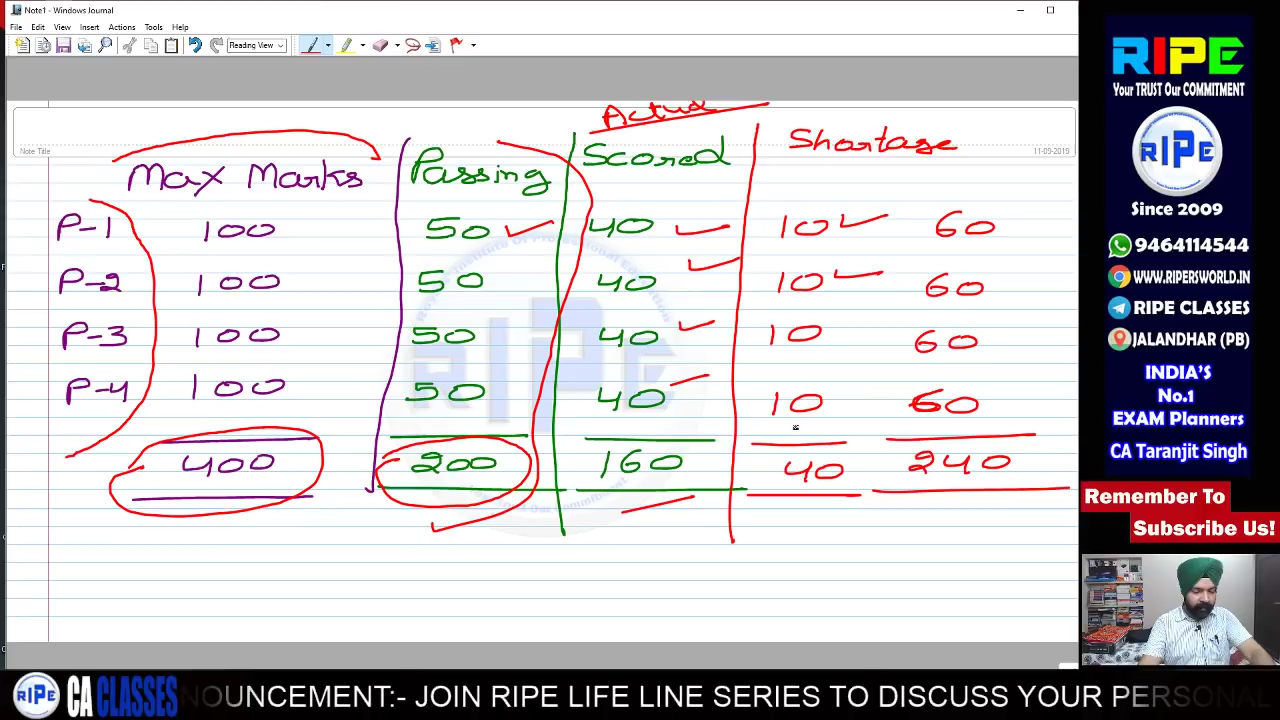 Note1 - Windows Journal
File Edit View Insert Actions Tools Help
Reading View
Note Title
11-09-2019
Actual
Max Marks Passing Scored Shortage
P-1 100 50 40 10 60
P-2 100 50 40 10 60
P-3 100 50 40 10 60
P-4 100 50 40 10 60
400 200 160 40 240
RIPE
Your TRUST Our COMMITMENT
RIPE
Since 2009
9464114544
WWW.RIPERSWORLD.IN
RIPE CLASSES
JALANDHAR (PB)
INDIA'S
No.1
EXAM Planners
CA Taranjit Singh
Remember To
Subscribe Us!
RIPE CA CLASSES NOUNCEMENT:- JOIN RIPE LIFE LINE SERIES TO DISCUSS YOUR PERSONAL